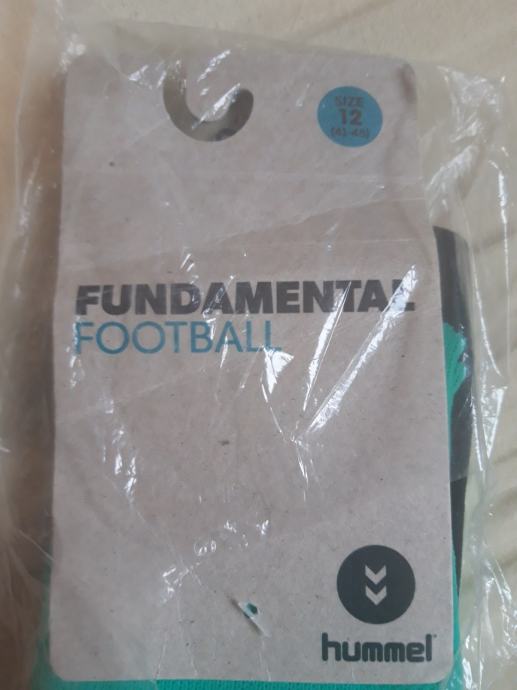 SIZE
12
(41-45)
FUNDAMENTAL
FOOTBALL
hummel